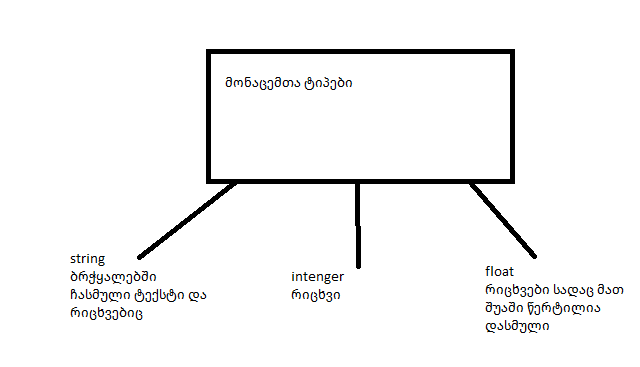 მონაცემთა ტიპები
string
ბრჭყალებში
ჩასმული ტექსტი და
რიცხვებიც
intenger
რიცხვი
float
რიცხვები სადაც მათ
შუაში წერტილია
დასმული